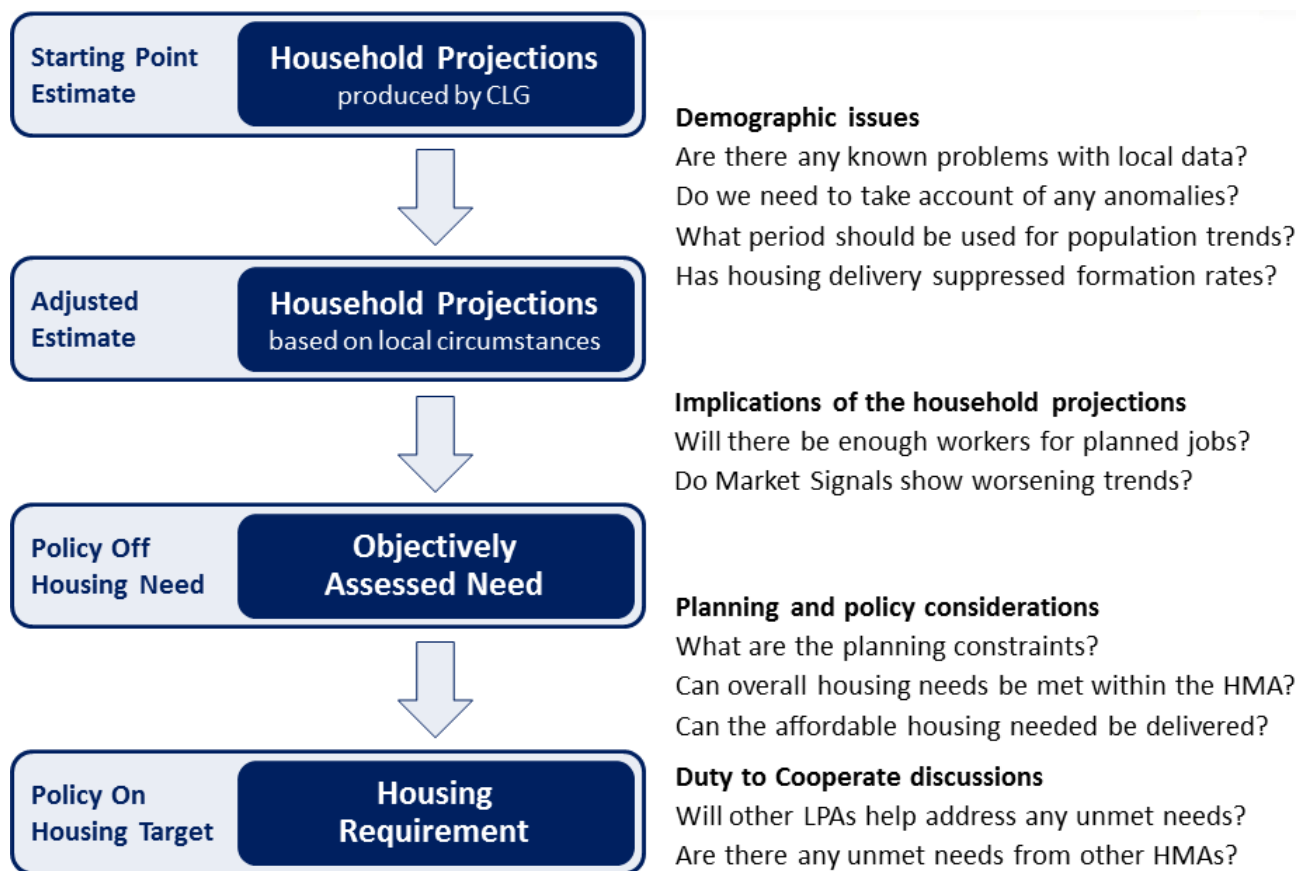 Starting Point
Estimate
Household Projections
produced by CLG
Demographic issues
Are there any known problems with local data?
Do we need to take account of any anomalies?
What period should be used for population trends?
Has housing delivery suppressed formation rates?
Adjusted
Estimate
Household Projections
based on local circumstances
Implications of the household projections
Will there be enough workers for planned jobs?
Do Market Signals show worsening trends?
Policy Off
Housing Need
Objectively
Assessed Need
Planning and policy considerations
What are the planning constraints?
Can overall housing needs be met within the HMA?
Can the affordable housing needed be delivered?
Policy On
Housing Target
Housing
Requirement
Duty to Cooperate discussions
Will other LPAs help address any unmet needs?
Are there any unmet needs from other HMAs?